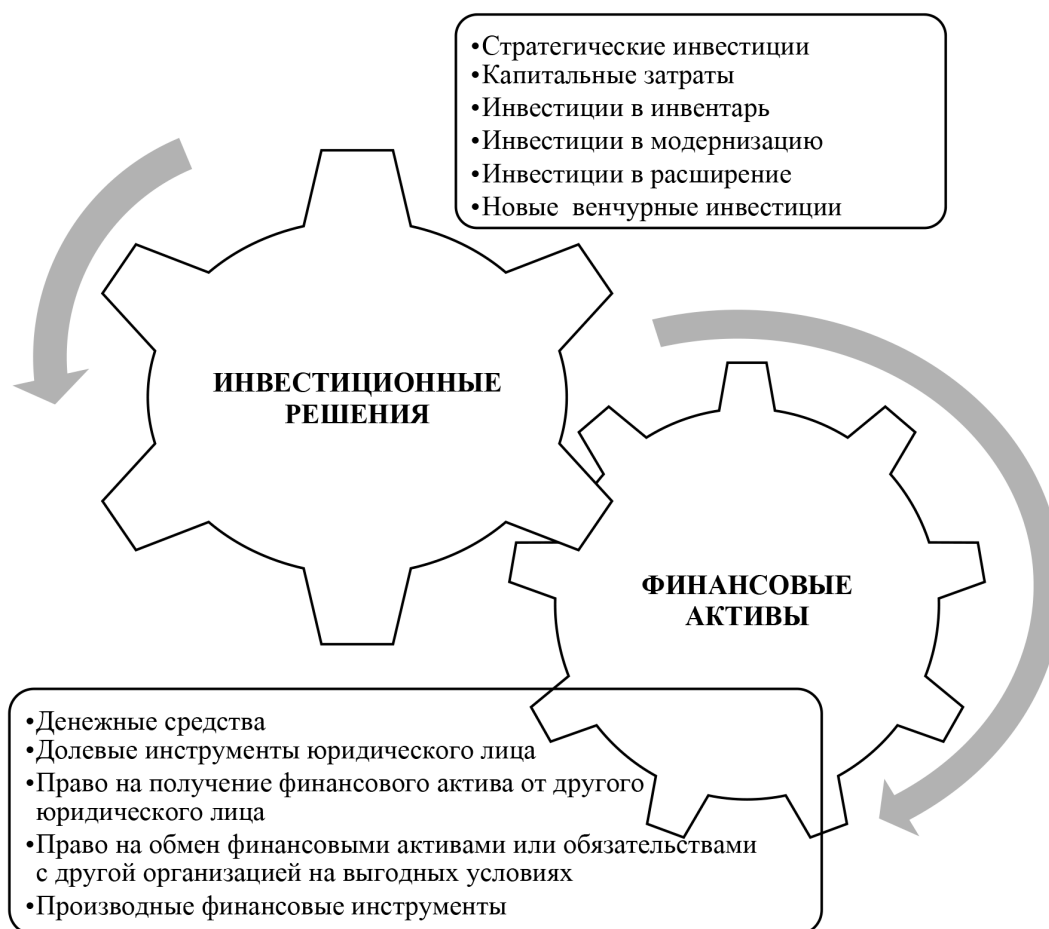 •Стратегические инвестиции
•Капитальные затраты
•Инвестиции в инвентарь
•Инвестиции в модернизацию
•Инвестиции в расширение
•Новые венчурные инвестиции
ИНВЕСТИЦИОННЫЕ
РЕШЕНИЯ
ФИНАНСОВЫЕ
АКТИВЫ
•Денежные средства
•Долевые инструменты юридического лица
•Право на получение финансового актива от другого
юридического лица
•Право на обмен финансовыми активами или обязательствами
с другой организацией на выгодных условиях
•Производные финансовые инструменты